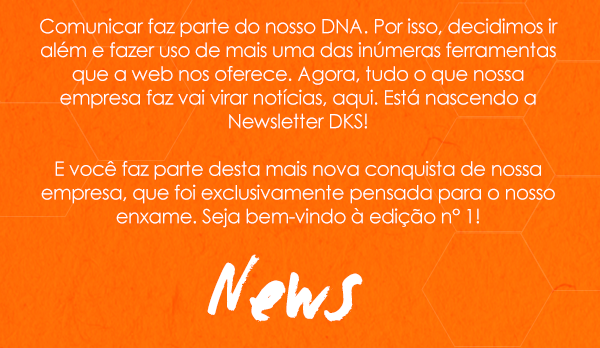 Comunicar faz parte do nosso DNA. Por isso, decidimos ir
além e fazer uso de mais uma das inúmeras ferramentas
que a web nos oferece. Agora, tudo o que nossa
empresa faz vai virar notícias, aqui. Está nascendo a
Newsletter DKS!
E você faz parte desta mais nova conquista de nossa
empresa, que foi exclusivamente pensada para o nosso
enxame. Seja bem-vindo à edição nº 1!
News